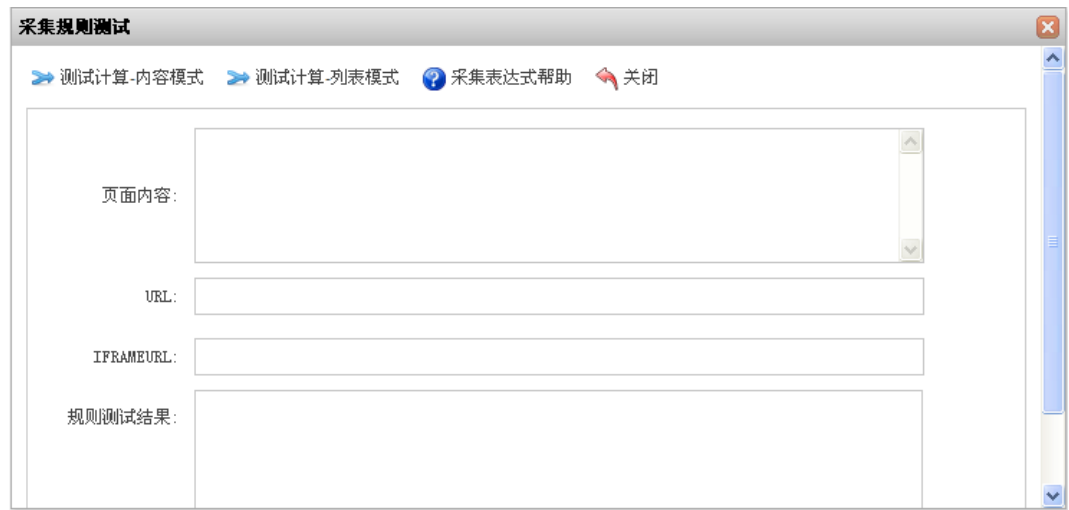 采集规则测试
测试计算-内容模式 测试计算-列表模式 采集表达式帮助 关闭
页面内容:
URL:
IFRAMEURL:
规则测试结果: